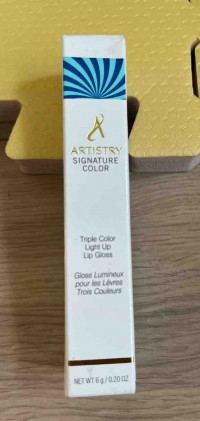 ARTISTRY
SIGNATURE
COLOR
Triple Color
Light Up
Lip Gloss
Gloss Lumineux
pour les Lèvres
Trois Couleurs
NET WT 6 g / 0.20 OZ